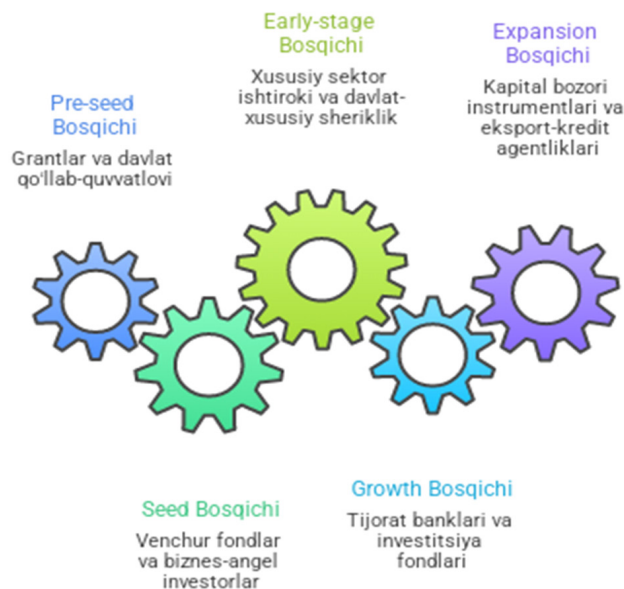 Pre-seed
Bosqichi
Grantlar va davlat
qo'llab-quvvatlovi
Seed Bosqichi
Venchur fondlar
va biznes-angel
investorlar
Early-stage
Bosqichi
Xususiy sektor
ishtiroki va davlat-
xususiy sheriklik
Growth Bosqichi
Tijorat banklari va
investitsiya
fondlari
Expansion
Bosqichi
Kapital bozori
instrumentlari va
eksport-kredit
agentliklari